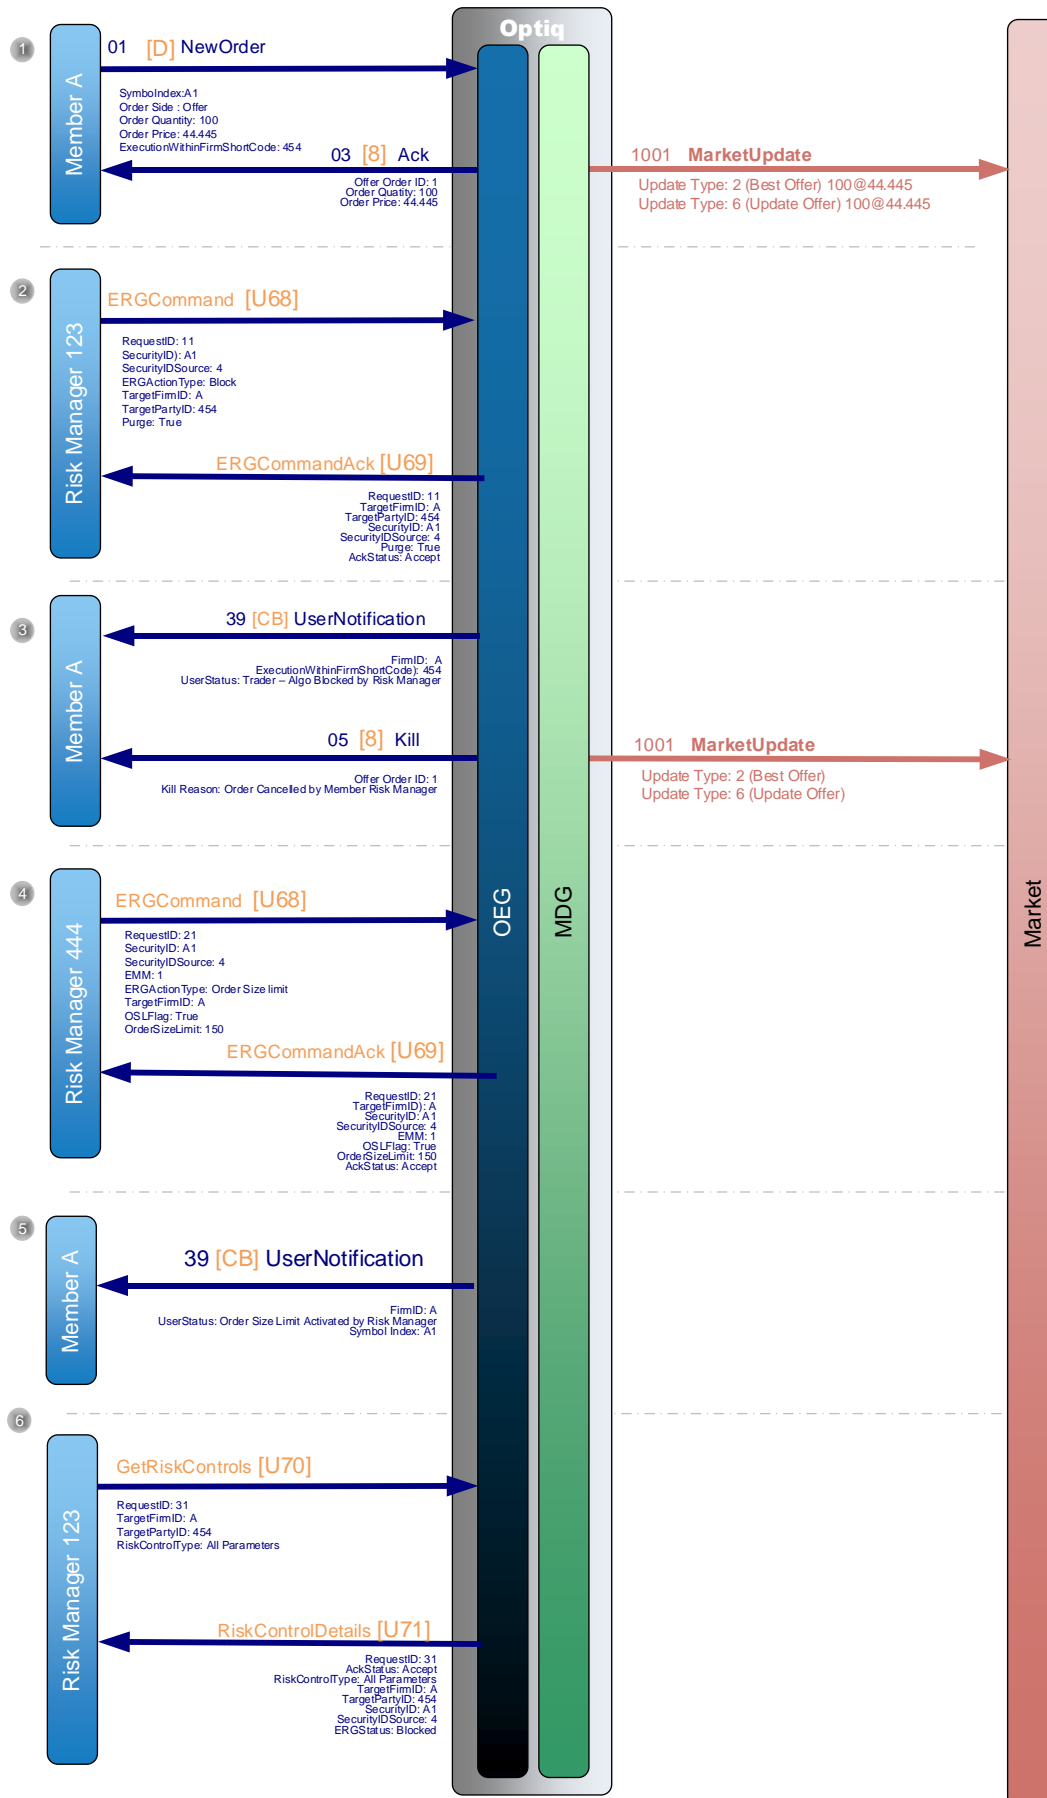 Optiq
1
Member A
01 [D] NewOrder
SymboIndex:A1
Order Side : Offer
Order Quantity: 100
Order Price: 44.445
ExecutionWithinFirmShortCode: 454
03 [8] Ack
Offer Order ID: 1
Order Quatity: 100
Order Price: 44.445
1001 MarketUpdate
Update Type: 2 (Best Offer) 100@44.445
Update Type: 6 (Update Offer) 100@44.445
2
Risk Manager 123
ERGCommand [U68]
RequestID: 11
SecurityID): A1
SecurityIDSource: 4
ERGActionType: Block
TargetFirmID: A
TargetPartyID: 454
Purge: True
ERGCommandAck [U69]
RequestID: 11
TargetFirmID: A
TargetPartyID: 454
SecurityID: A1
SecurityIDSource: 4
Purge: True
AckStatus: Accept
3
Member A
39 [CB] UserNotification
FirmID: A
ExecutionWithinFirmShortCode): 454
UserStatus: Trader – Algo Blocked by Risk Manager
05 [8] Kill
Offer Order ID: 1
Kill Reason: Order Cancelled by Member Risk Manager
1001 MarketUpdate
Update Type: 2 (Best Offer)
Update Type: 6 (Update Offer)
4
Risk Manager 444
ERGCommand [U68]
RequestID: 21
SecurityID: A1
SecurityIDSource: 4
EMM: 1
ERGActionType: Order Size limit
TargetFirmID: A
OSLFlag: True
OrderSizeLimit: 150
ERGCommandAck [U69]
RequestID: 21
TargetFirmID): A
SecurityID: A1
SecurityIDSource: 4
EMM: 1
OSLFlag: True
OrderSizeLimit: 150
AckStatus: Accept
OEG
MDG
Market
5
Member A
39 [CB] UserNotification
FirmID: A
UserStatus: Order Size Limit Activated by Risk Manager
Symbol Index: A1
6
Risk Manager 123
GetRiskControls [U70]
RequestID: 31
TargetFirmID: A
TargetPartyID: 454
RiskControlType: All Parameters
RiskControlDetails [U71]
RequestID: 31
AckStatus: Accept
RiskControlType: All Parameters
TargetFirmID: A
TargetPartyID: 454
SecurityID: A1
SecurityIDSource: 4
ERGStatus: Blocked